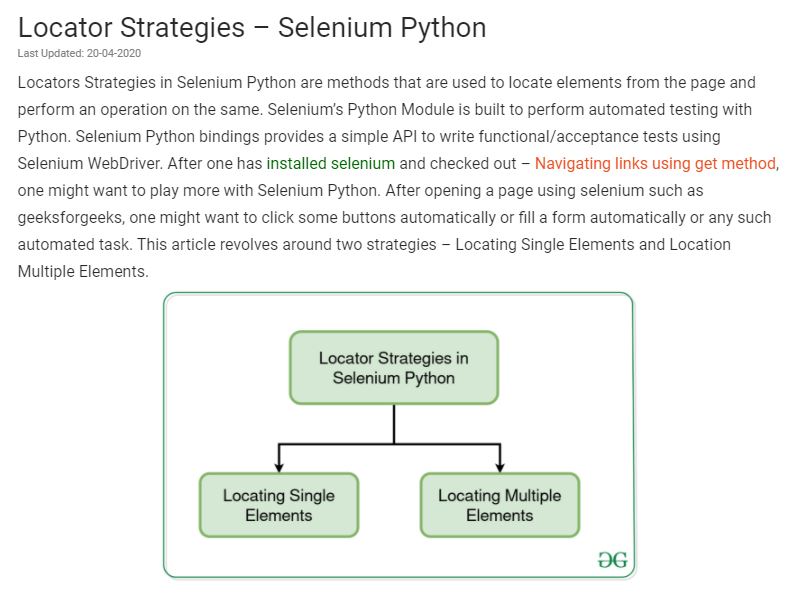 Locator Strategies – Selenium Python
Last Updated: 20-04-2020
Locators Strategies in Selenium Python are methods that are used to locate elements from the page and
perform an operation on the same. Selenium’s Python Module is built to perform automated testing with
Python. Selenium Python bindings provides a simple API to write functional/acceptance tests using
Selenium WebDriver. After one has installed selenium and checked out – Navigating links using get method,
one might want to play more with Selenium Python. After opening a page using selenium such as
geeksforgeeks, one might want to click some buttons automatically or fill a form automatically or any such
automated task. This article revolves around two strategies – Locating Single Elements and Location
Multiple Elements.
Locator Strategies in
Selenium Python
Locating Single
Elements
Locating Multiple
Elements